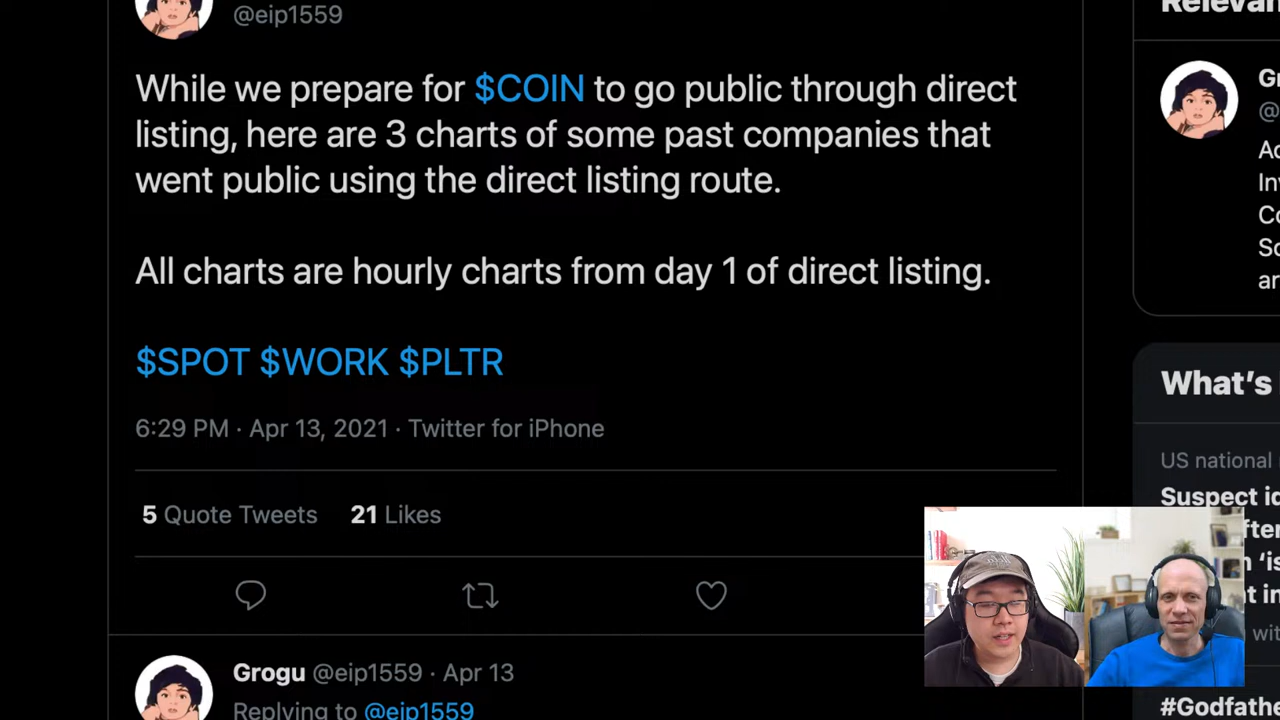 @eip1559
While we prepare for $COIN to go public through direct
listing, here are 3 charts of some past companies that
went public using the direct listing route.
All charts are hourly charts from day 1 of direct listing.
$SPOT $WORK $PLTR
6:29 PM · Apr 13, 2021 · Twitter for iPhone
5 Quote Tweets 21 Likes
Grogu @eip1559 · Apr 13
Replying to @eip1559
What's
US national
Suspect
#Godfathe